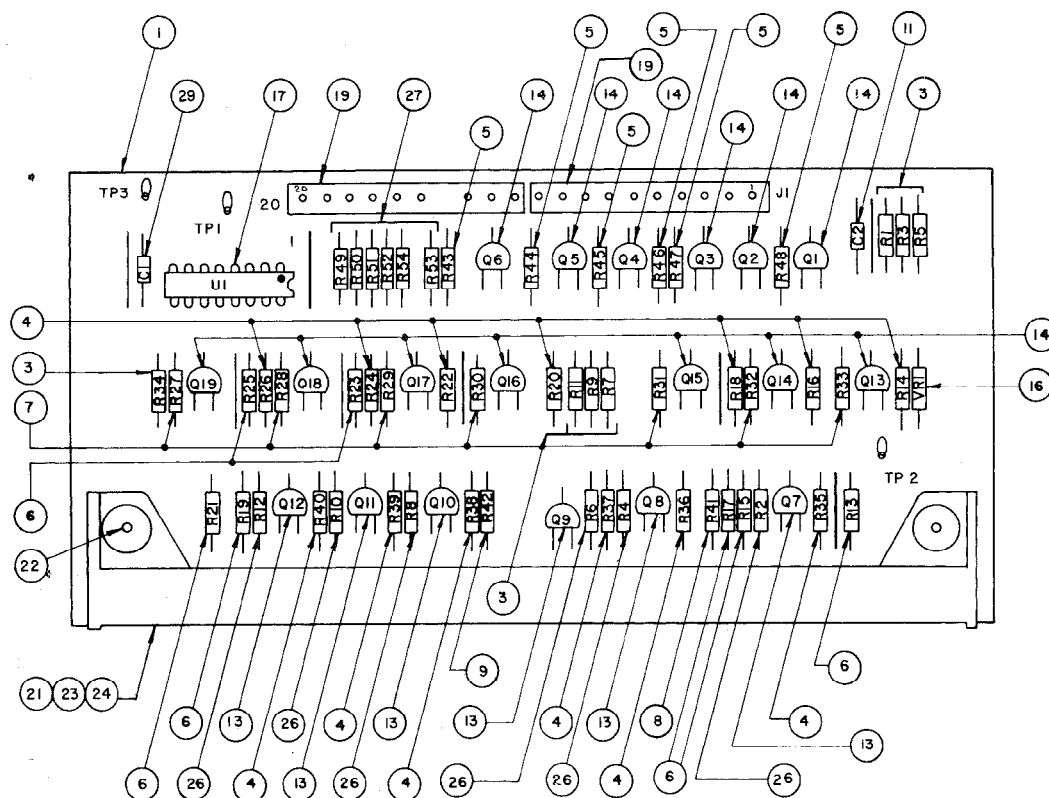 1
5
5
5
5
11
29
17
19
27
14
14
5
19
14
14
14
14
3
5
TP3
20
20
1
J1
TP1
1
C1
U1
R49
R50
R51
R52
R54
R53
R43
Q6
R44
Q5
R45
Q4
R46
R47
Q3
Q2
R48
Q1
C2
R1
R3
R5
4
14
3
R34
R27
Q19
R25
R26
R28
Q18
R23
R24
R29
Q17
R22
R30
Q16
R20
R11
R9
R7
R31
Q15
R18
R32
Q14
R16
R33
Q13
R14
VR1
16
7
6
TP 2
R21
R19
R12
Q12
R40
R10
Q11
R39
R8
Q10
R38
R42
Q9
R6
R37
R4
Q8
R36
R41
R17
R15
R2
Q7
R35
R13
22
3
9
6
21 23 24
6 13 26 4 13 13 4 13 8 4 13
6 26 4 13 26 4 26 26 4 6 26